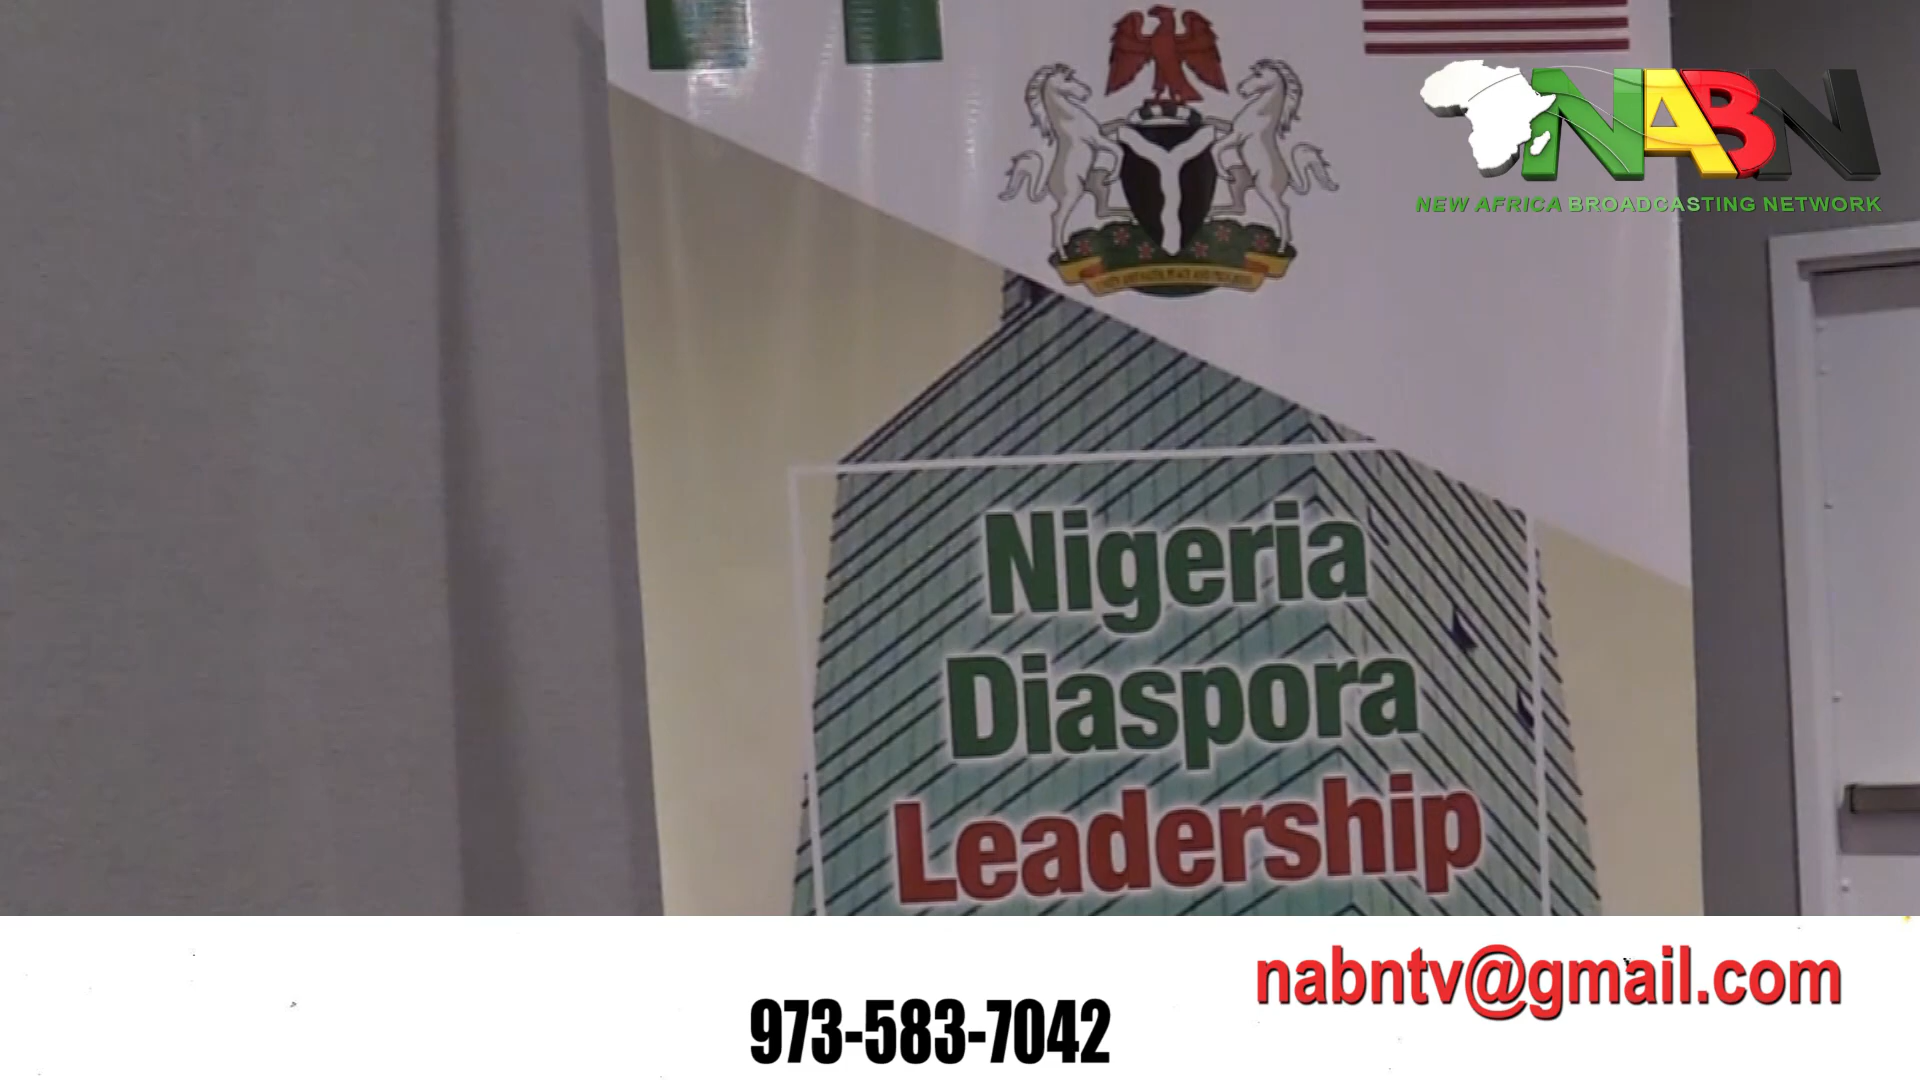 NABN
NEW AFRICA BROADCASTING NETWORK
Nigeria
Diaspora
Leadership
nabntv@gmail.com
973-583-7042